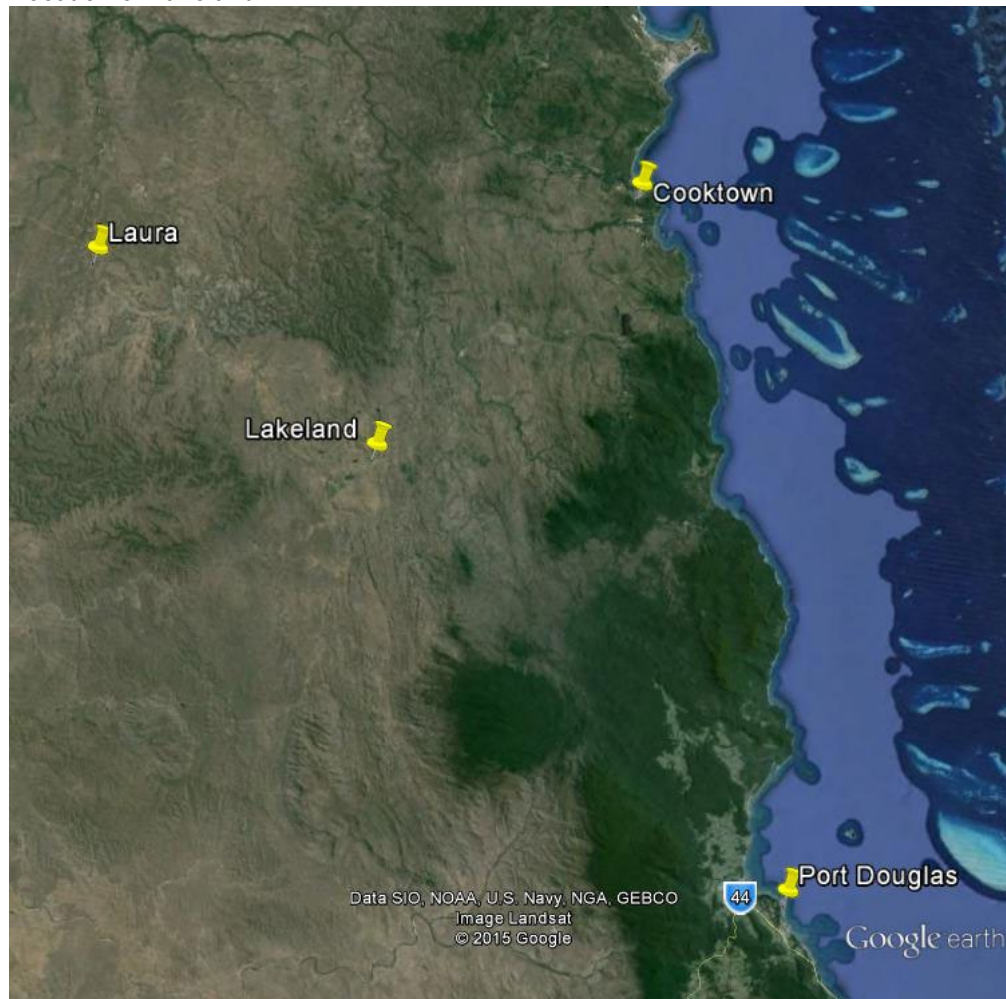 Cooktown
Laura
Lakeland
Port Douglas
44
Data SIO, NOAA, U.S. Navy, NGA, GEBCO
Image Landsat
© 2015 Google
Google earth